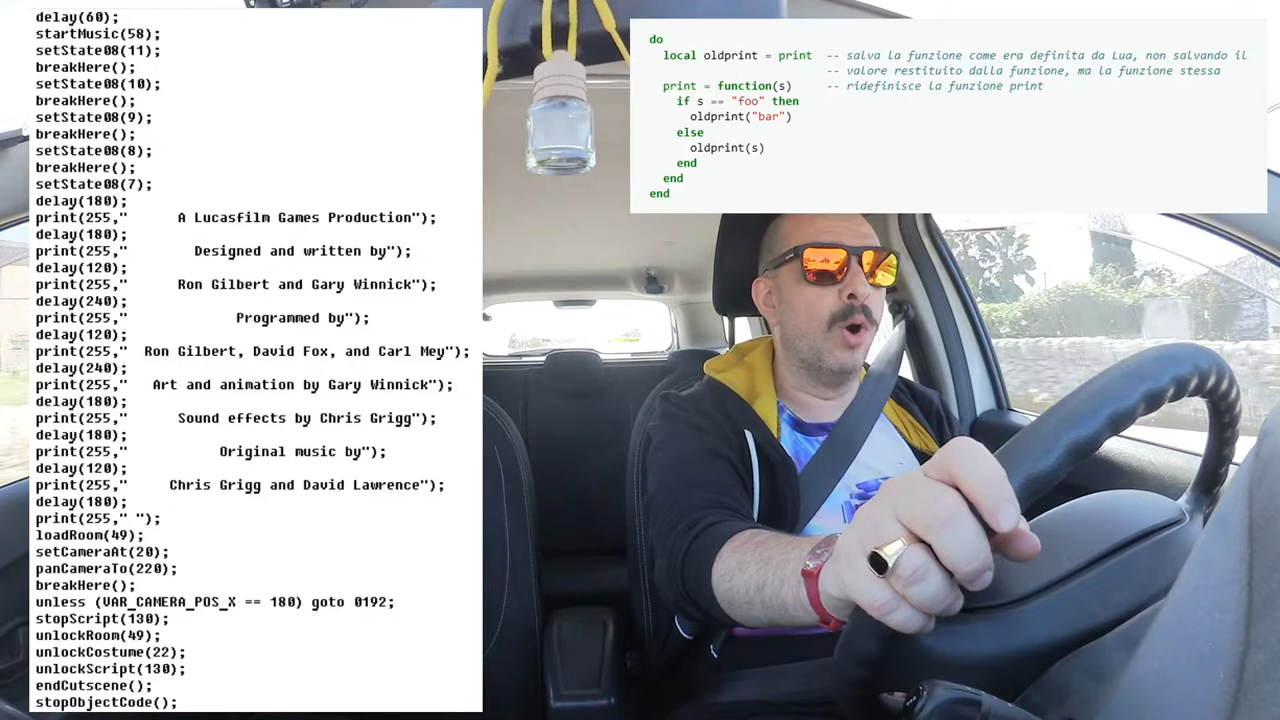 delay(60);
startMusic(58);
setState08(11);
breakHere();
setState08(10);
breakHere();
setState08(9);
breakHere();
setState08(8);
breakHere();
setState08(7);
delay(180);
print(255," A Lucasfilm Games Production");
delay(180);
print(255," Designed and written by");
delay(120);
print(255," Ron Gilbert and Gary Winnick");
delay(240);
print(255," Programmed by");
delay(120);
print(255," Ron Gilbert, David Fox, and Carl Mey");
delay(240);
print(255," Art and animation by Gary Winnick");
delay(180);
print(255," Sound effects by Chris Grigg");
delay(180);
print(255," Original music by");
delay(120);
print(255," Chris Grigg and David Lawrence");
delay(180);
print(255," ");
loadRoom(49);
setCameraAt(20);
panCameraTo(220);
breakHere();
unless (VAR_CAMERA_POS_X == 180) goto 0192;
stopScript(130);
unlockRoom(49);
unlockCostume(22);
unlockScript(130);
endCutscene();
stopObjectCode();
do
local oldprint = print -- salva la funzione come era definita da Lua, non salvando il
-- valore restituito dalla funzione, ma la funzione stessa
print = function(s) -- ridefinisce la funzione print
if s == "foo" then
oldprint("bar")
else
oldprint(s)
end
end
end